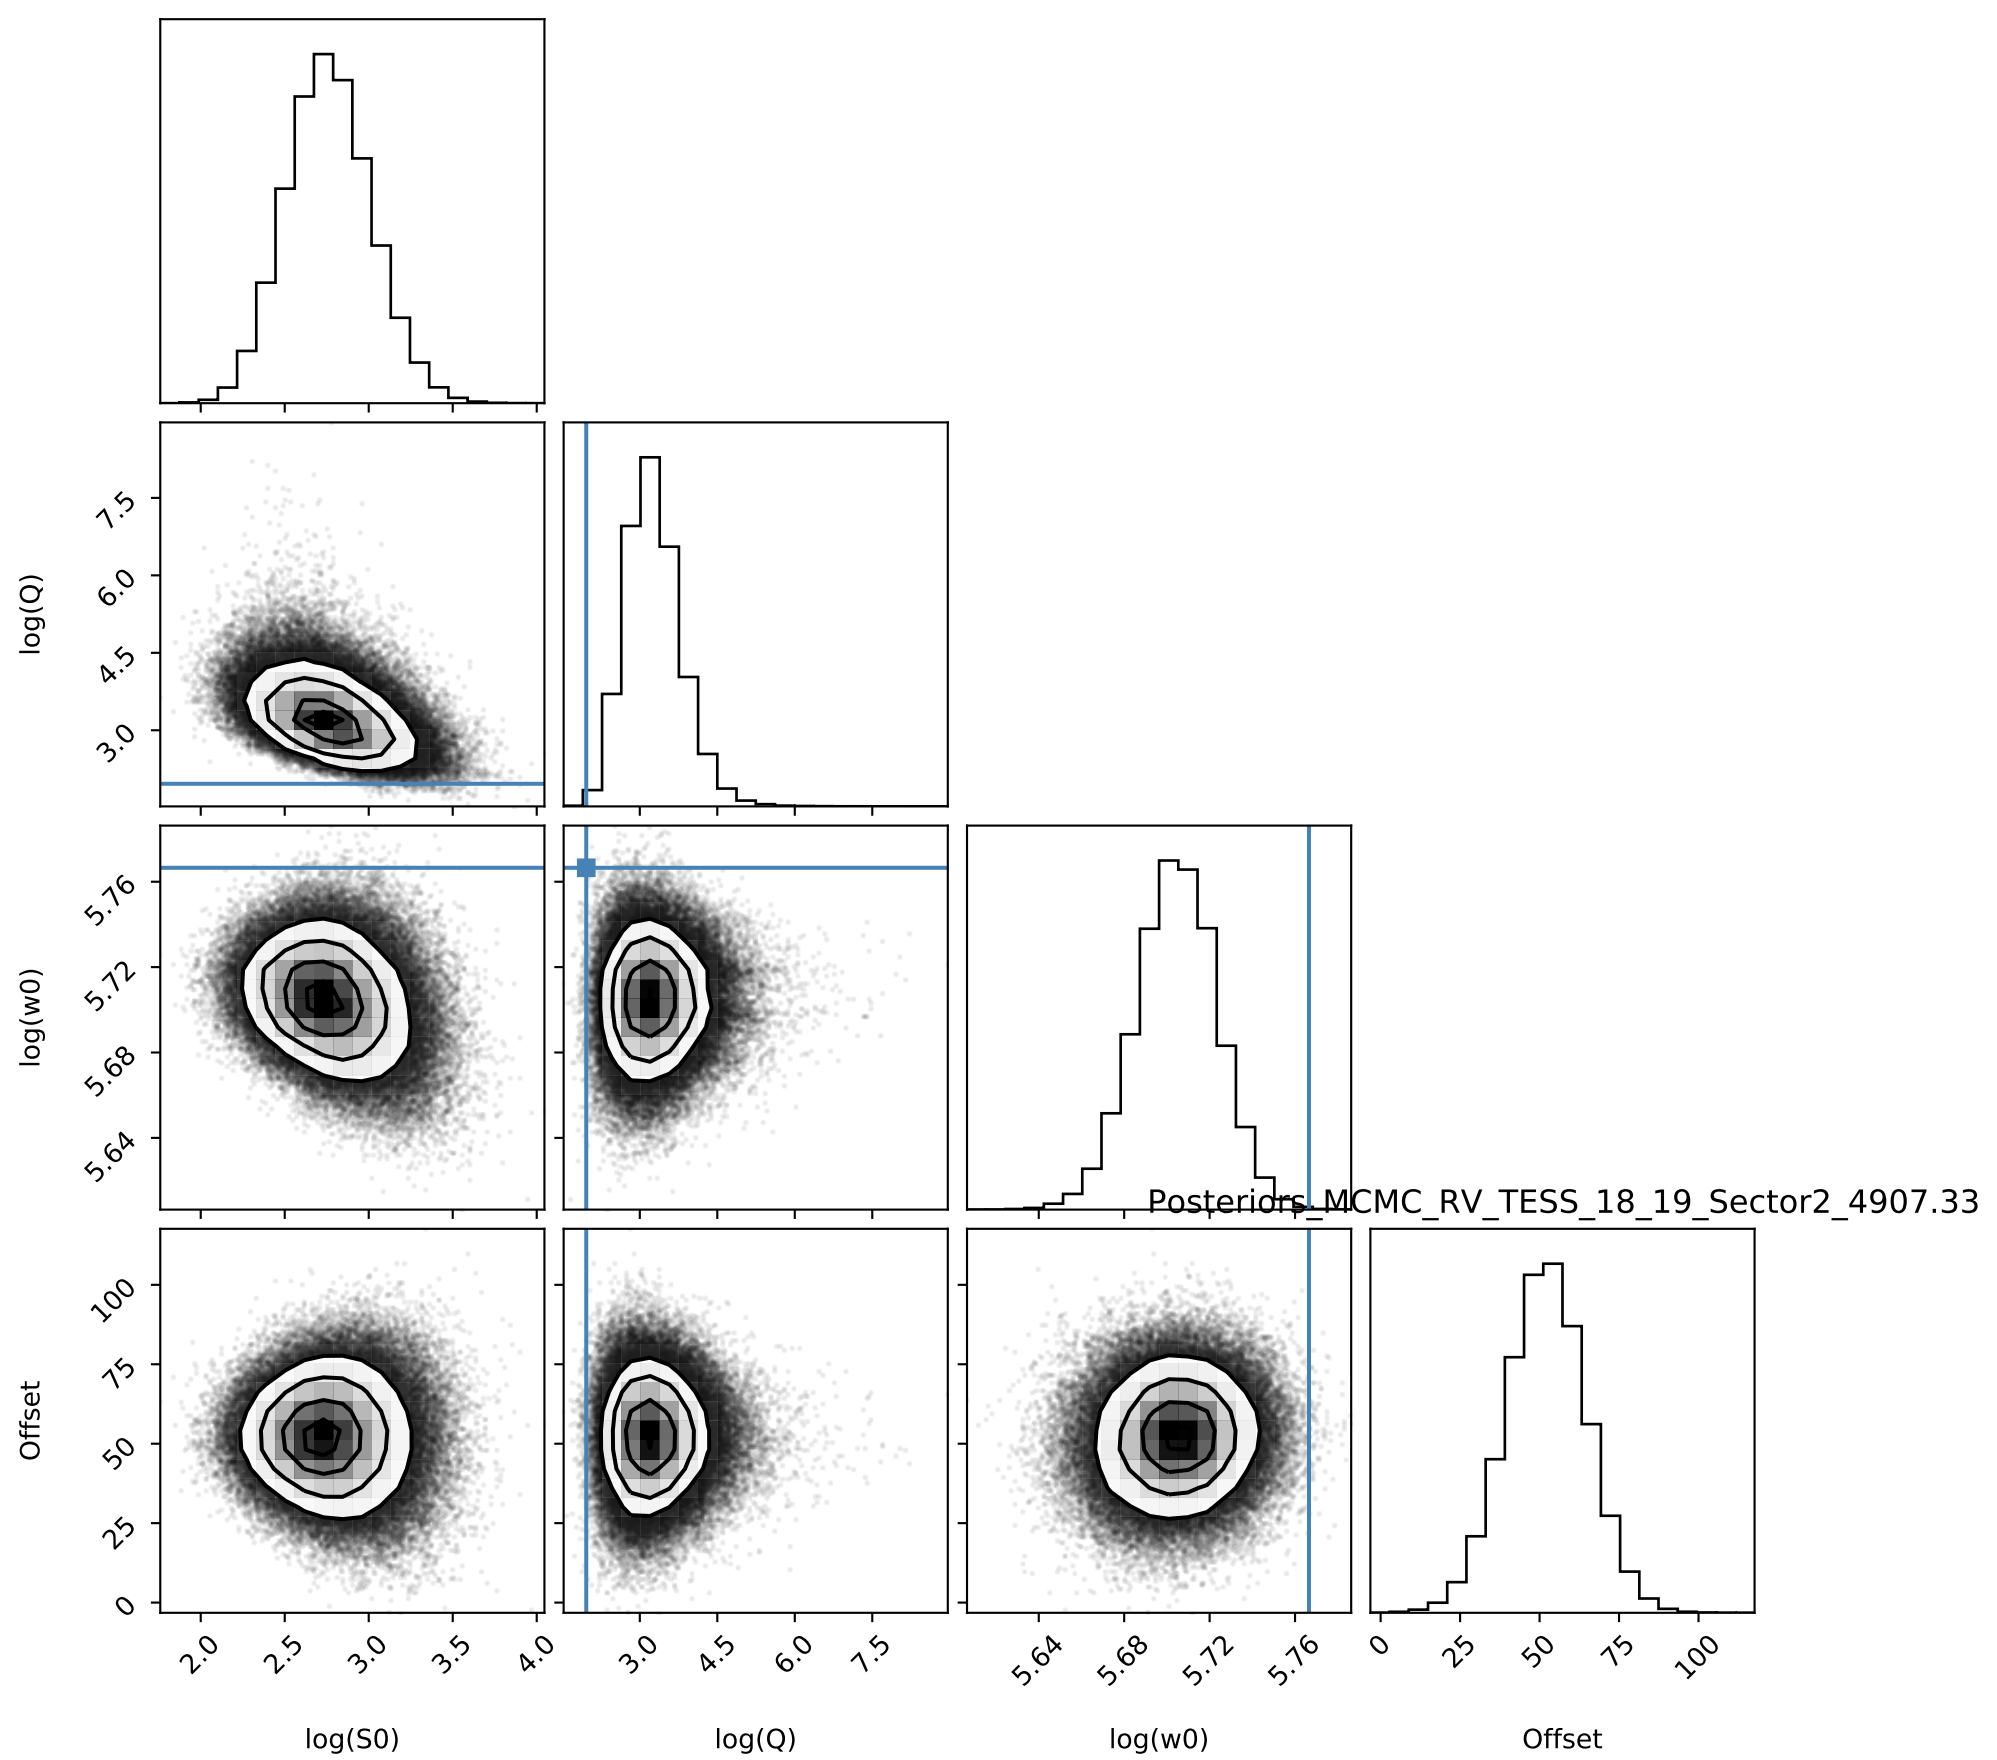 log(Q)
7.5
6.0
4.5
3.0
log(w0)
5.76
5.72
5.68
5.64
Posteriors_MCMC_RV_TESS_18_19_Sector2_4907.33
Offset
100
75
50
25
0
2.0 2.5 3.0 3.5 4.0
3.0 4.5 6.0 7.5
5.64 5.68 5.72 5.76
0 25 50 75 100
log(S0)
log(Q)
log(w0)
Offset